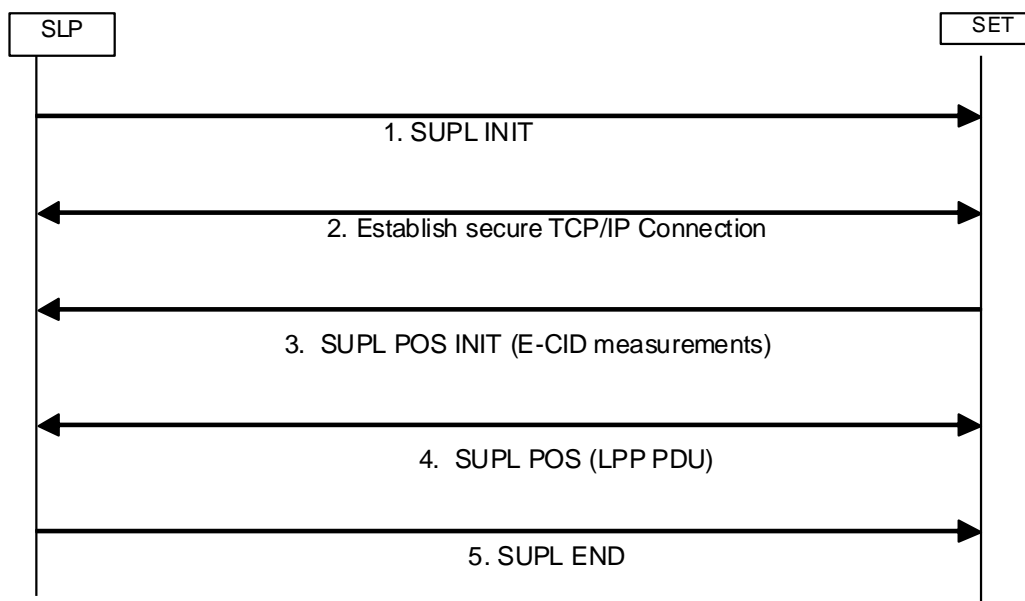 SLP
SET
1. SUPL INIT
2. Establish secure TCP/IP Connection
3. SUPL POS INIT (E-CID measurements)
4. SUPL POS (LPP PDU)
5. SUPL END